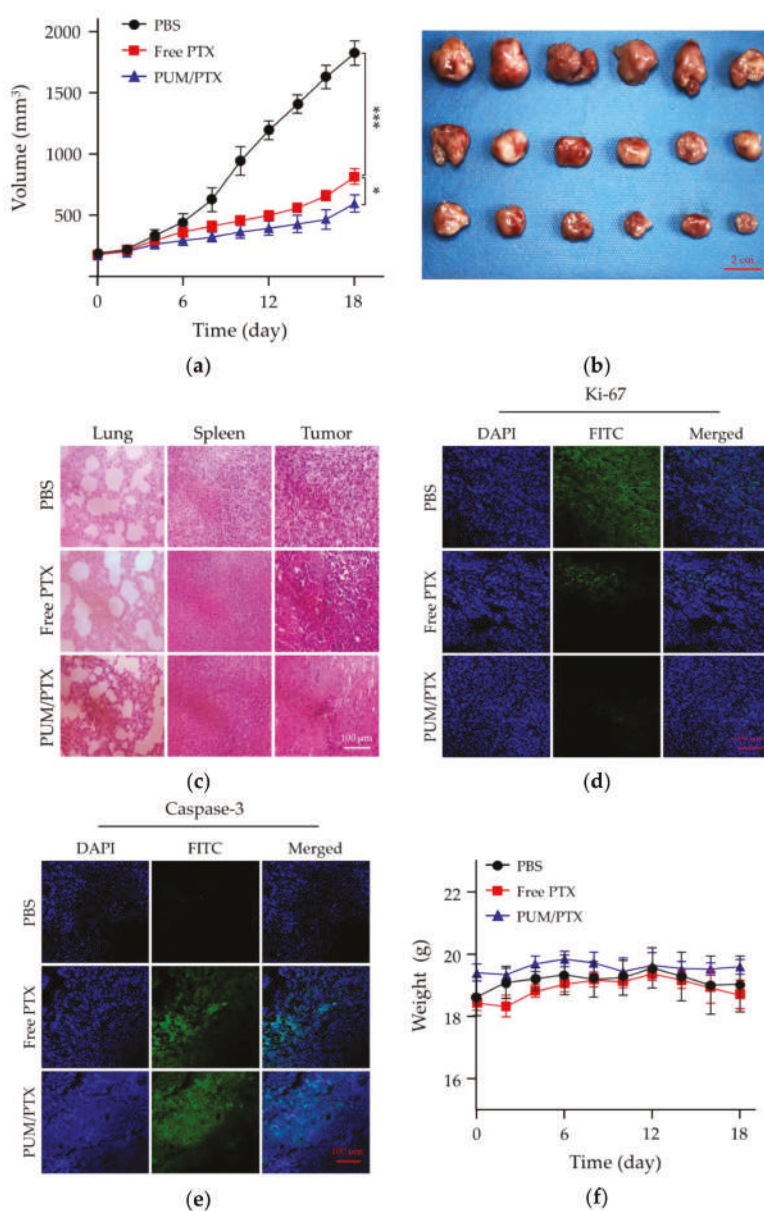 PBS
Free PTX
PUM/PTX
Volume (mm³)
2000
1500
1000
500
***
*
0 6 12 18
Time (day)
(a)
2 cm
(b)
Lung Spleen Tumor
PBS
Free PTX
PUM/PTX
100 μm
(c)
Ki-67
DAPI FITC Merged
PBS
Free PTX
PUM/PTX
(d)
Caspase-3
DAPI FITC Merged
PBS
Free PTX
PUM/PTX
100 μm
(e)
PBS
Free PTX
PUM/PTX
Weight (g)
22
20
18
16
0 6 12 18
Time (day)
(f)